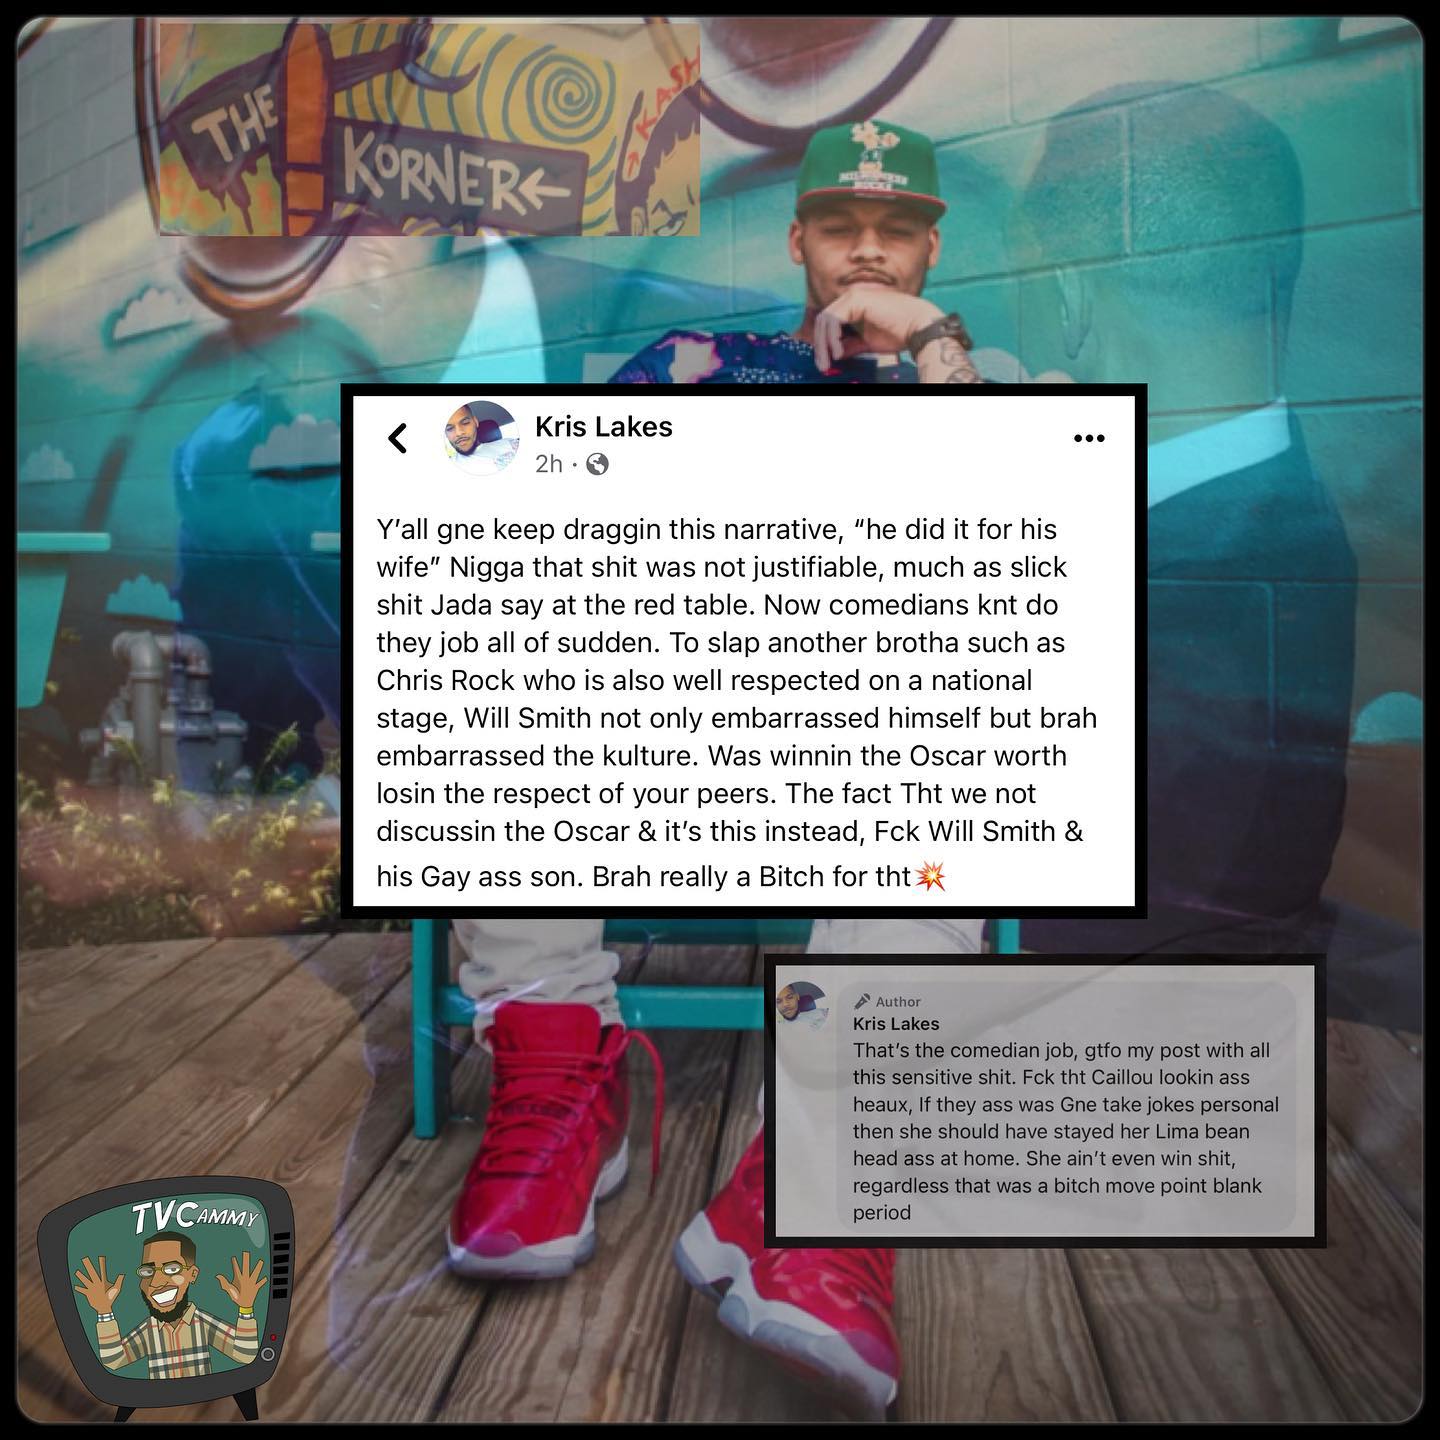 THE
KORNER←
KASH
Kris Lakes
2h ·
Y’all gne keep draggin this narrative, “he did it for his
wife” Nigga that shit was not justifiable, much as slick
shit Jada say at the red table. Now comedians knt do
they job all of sudden. To slap another brotha such as
Chris Rock who is also well respected on a national
stage, Will Smith not only embarrassed himself but brah
embarrassed the kulture. Was winnin the Oscar worth
losin the respect of your peers. The fact Tht we not
discussin the Oscar & it’s this instead, Fck Will Smith &
his Gay ass son. Brah really a Bitch for tht💥
Author
Kris Lakes
That’s the comedian job, gtfo my post with all
this sensitive shit. Fck tht Caillou lookin ass
heaux, If they ass was Gne take jokes personal
then she should have stayed her Lima bean
head ass at home. She ain’t even win shit,
regardless that was a bitch move point blank
period
TVCAMMY